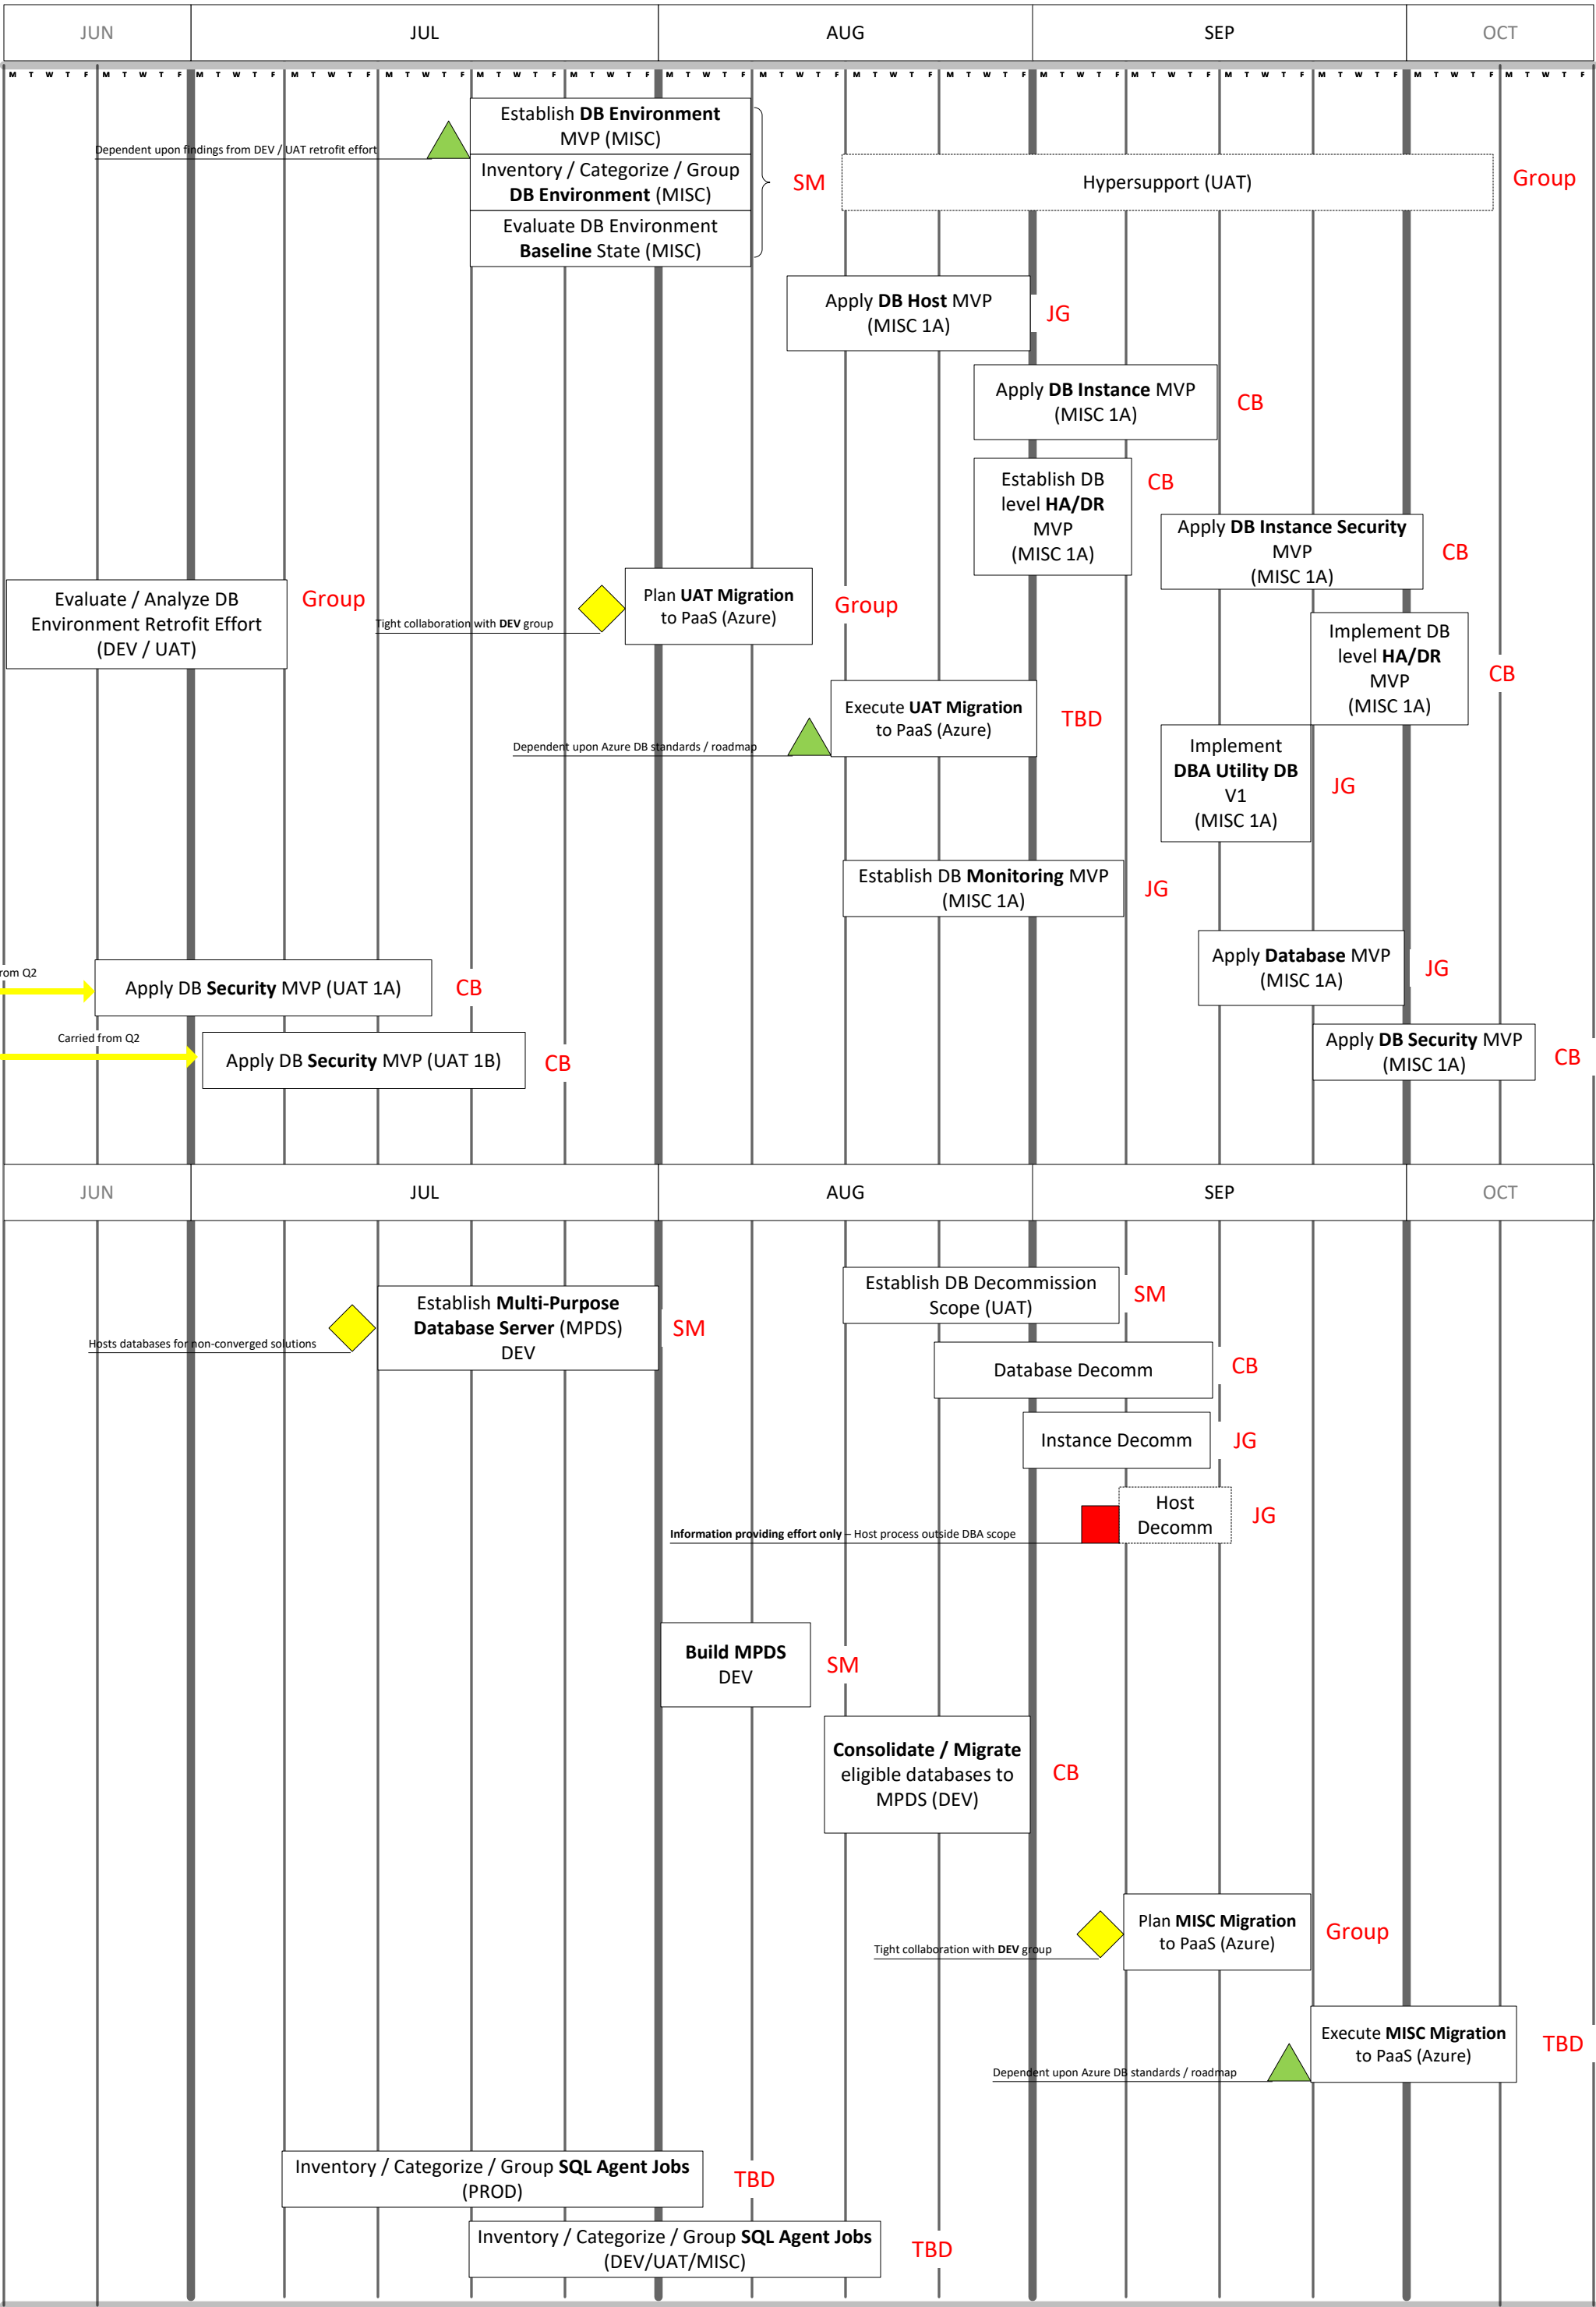 JUN JUL AUG SEP OCT
M T W T F M T W T F M T W T F M T W T F M T W T F M T W T F M T W T F M T W T F M T W T F M T W T F M T W T F M T W T F M T W T F M T W T F M T W T F M T W T F M T W T F
Establish DB Environment
MVP (MISC)
Dependent upon findings from DEV / UAT retrofit effort
Inventory / Categorize / Group
DB Environment (MISC)
SM
Hypersupport (UAT)
Group
Evaluate DB Environment
Baseline State (MISC)
Apply DB Host MVP
(MISC 1A)
JG
Apply DB Instance MVP
(MISC 1A)
CB
Establish DB
level HA/DR
MVP
(MISC 1A)
CB
Apply DB Instance Security
MVP
(MISC 1A)
CB
Evaluate / Analyze DB
Environment Retrofit Effort
(DEV / UAT)
Group
Tight collaboration with DEV group
Plan UAT Migration
to PaaS (Azure)
Group
Implement DB
level HA/DR
MVP
(MISC 1A)
CB
Execute UAT Migration
to PaaS (Azure)
TBD
Dependent upon Azure DB standards / roadmap
Implement
DBA Utility DB
V1
(MISC 1A)
JG
Establish DB Monitoring MVP
(MISC 1A)
JG
Apply Database MVP
(MISC 1A)
JG
rom Q2
Apply DB Security MVP (UAT 1A)
CB
Carried from Q2
Apply DB Security MVP (UAT 1B)
CB
Apply DB Security MVP
(MISC 1A)
CB
JUN JUL AUG SEP OCT
Establish DB Decommission
Scope (UAT)
SM
Establish Multi-Purpose
Database Server (MPDS)
DEV
SM
Hosts databases for non-converged solutions
Database Decomm
CB
Instance Decomm
JG
Host
Decomm
JG
Information providing effort only – Host process outside DBA scope
Build MPDS
DEV
SM
Consolidate / Migrate
eligible databases to
MPDS (DEV)
CB
Plan MISC Migration
to PaaS (Azure)
Group
Tight collaboration with DEV group
Execute MISC Migration
to PaaS (Azure)
TBD
Dependent upon Azure DB standards / roadmap
Inventory / Categorize / Group SQL Agent Jobs
(PROD)
TBD
Inventory / Categorize / Group SQL Agent Jobs
(DEV/UAT/MISC)
TBD